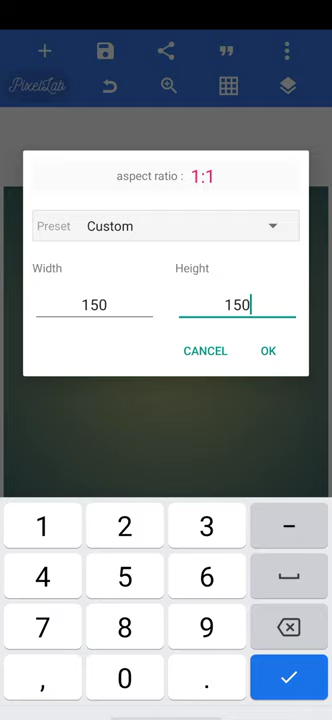 PixelLab
aspect ratio : 1:1
Preset Custom
Width Height
150 150
CANCEL OK
1 2 3 –
4 5 6
7 8 9
, 0 .